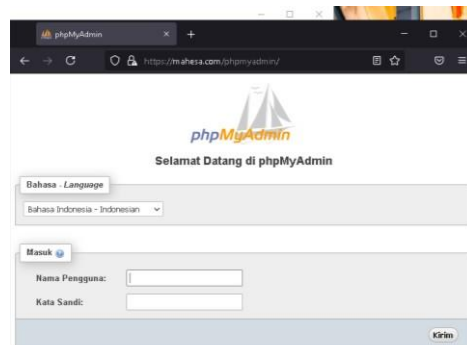 phpMyAdmin
https://mahesa.com/phpmyadmin/
phpMyAdmin
Selamat Datang di phpMyAdmin
Bahasa - Language
Bahasa Indonesia - Indonesian
Masuk
Nama Pengguna:
Kata Sandi:
Kirim